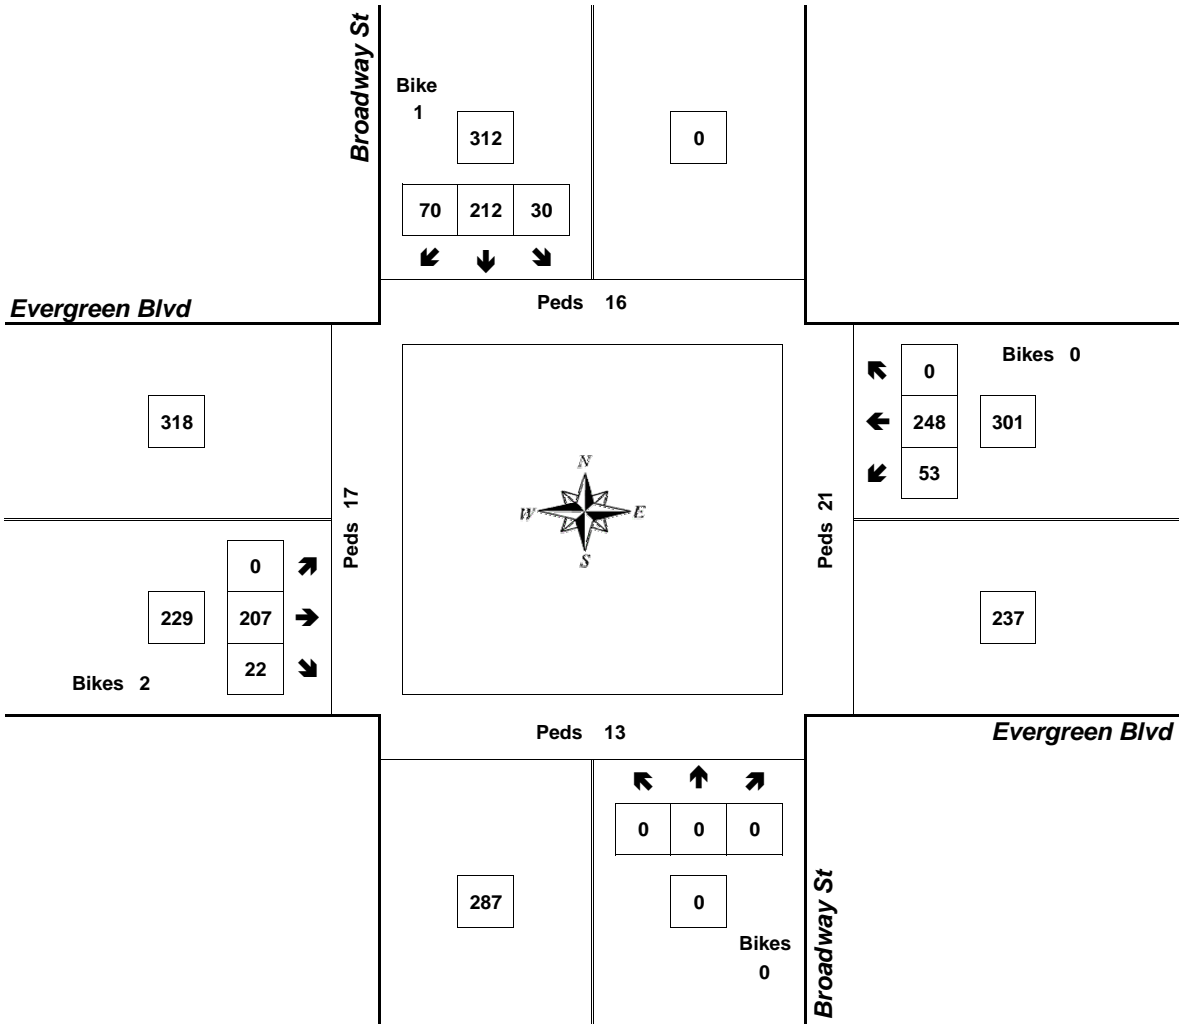 Broadway St
Bike
1
312
0
70 212 30
Evergreen Blvd
Peds 16
0
Bikes 0
318
248
301
53
N
W E
S
Peds 17
Peds 21
0
229
207
22
Bikes 2
237
Peds 13
Evergreen Blvd
0 0 0
287
0
Bikes
0
Broadway St